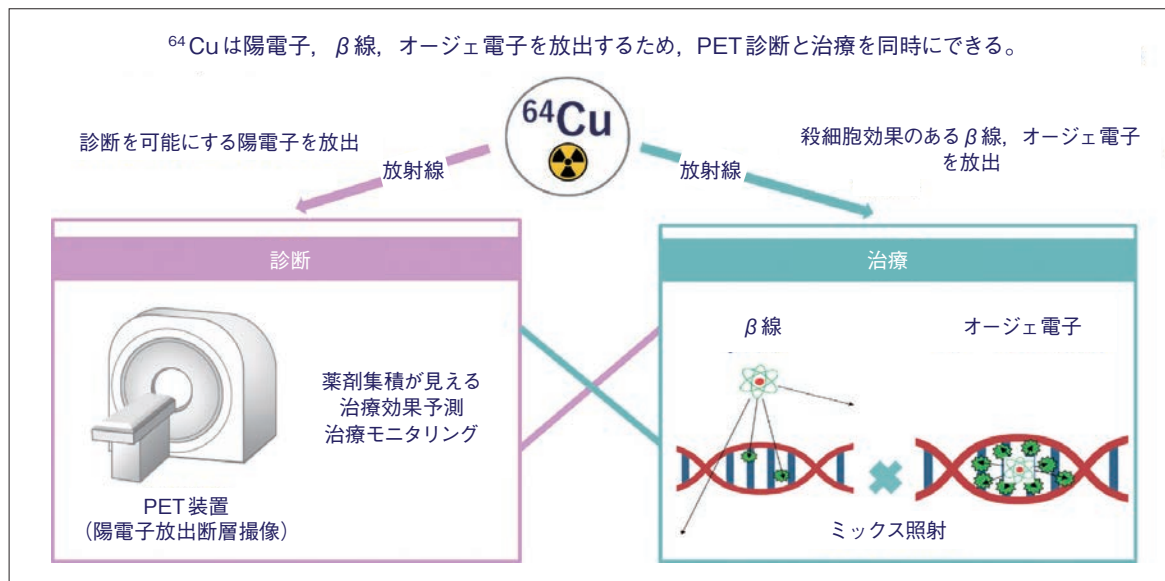 ⁶⁴Cuは陽電子，β線，オージェ電子を放出するため，PET診断と治療を同時にできる。
⁶⁴Cu
診断を可能にする陽電子を放出
殺細胞効果のあるβ線，オージェ電子
を放出
放射線
放射線
診断
薬剤集積が見える
治療効果予測
治療モニタリング
PET装置
（陽電子放出断層撮像）
治療
β線
オージェ電子
ミックス照射